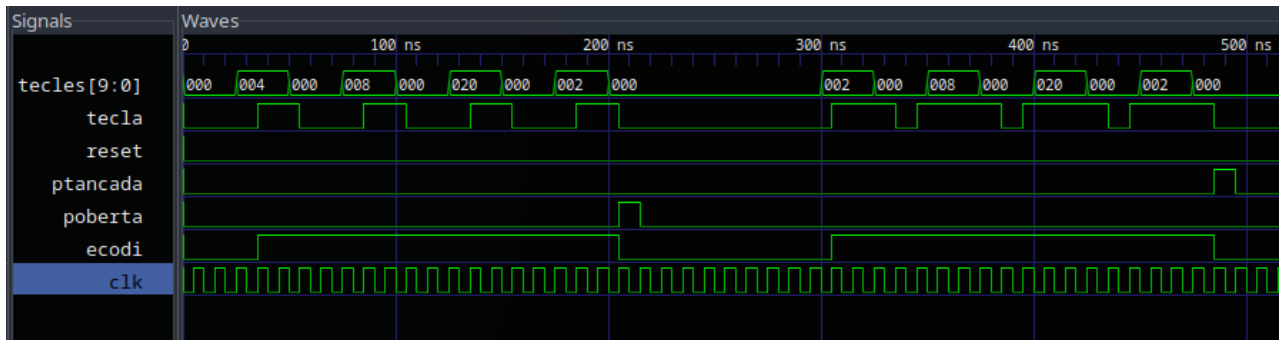 Signals
Waves
0 100 ns 200 ns 300 ns 400 ns 500 ns
tecles[9:0] 000 004 000 008 000 020 000 002 000 002 000 008 000 020 000 002 000
tecla
reset
ptancada
poberta
ecodi
clk